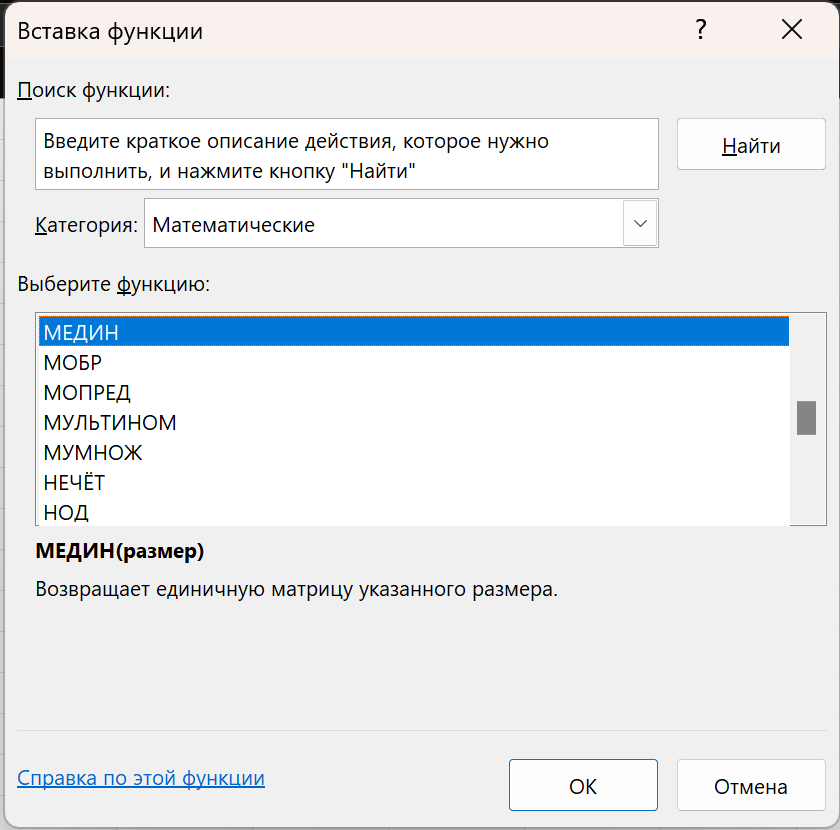 Вставка функции
?
Поиск функции:
Введите краткое описание действия, которое нужно
выполнить, и нажмите кнопку "Найти"
Найти
Категория: Математические
Выберите функцию:
МЕДИН
МОБР
МОПРЕД
МУЛЬТИНОМ
МУМНОЖ
НЕЧЁТ
НОД
МЕДИН(размер)
Возвращает единичную матрицу указанного размера.
Справка по этой функции
ОК
Отмена